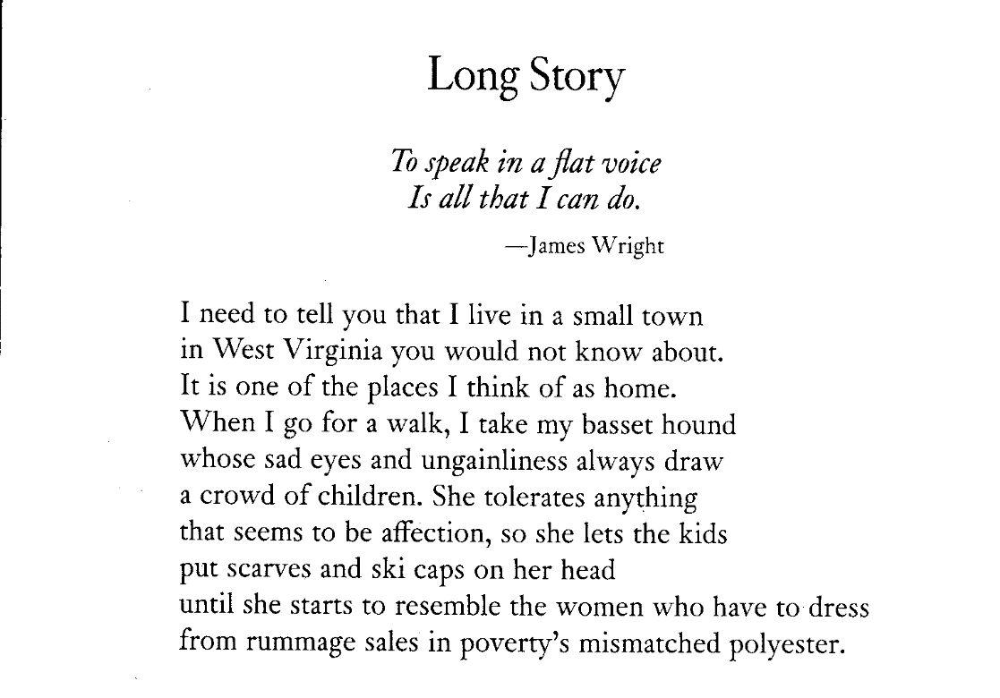 Long Story
To speak in a flat voice
Is all that I can do.
—James Wright
I need to tell you that I live in a small town
in West Virginia you would not know about.
It is one of the places I think of as home.
When I go for a walk, I take my basset hound
whose sad eyes and ungainliness always draw
a crowd of children. She tolerates anything
that seems to be affection, so she lets the kids
put scarves and ski caps on her head
until she starts to resemble the women who have to dress
from rummage sales in poverty's mismatched polyester.